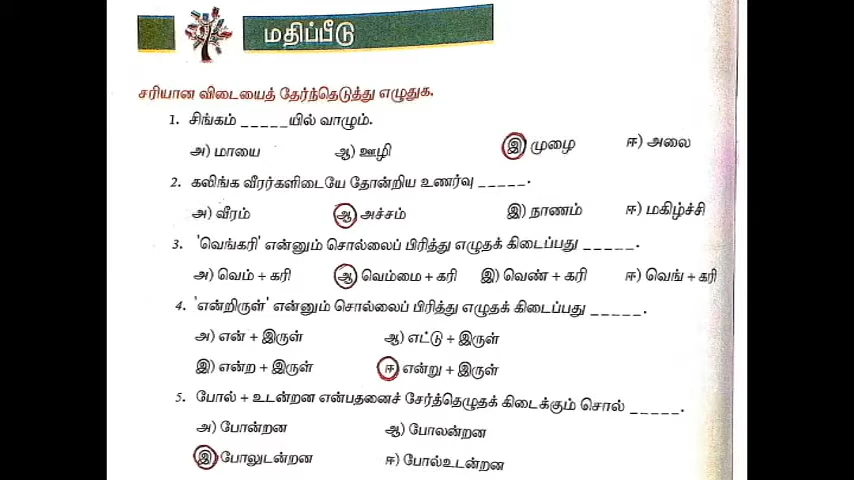 மதிப்பீடு
சரியான விடையைத் தேர்ந்தெடுத்து எழுதுக.
1. சிங்கம் _____யில் வாழும்.
அ) மாயை ஆ) ஊழி இ) முழை ஈ) அலை
2. கலிங்க வீரர்களிடையே தோன்றிய உணர்வு _____.
அ) வீரம் ஆ) அச்சம் இ) நாணம் ஈ) மகிழ்ச்சி
3. 'வெங்கரி' என்னும் சொல்லைப் பிரித்து எழுதக் கிடைப்பது _____.
அ) வெம் + கரி ஆ) வெம்மை + கரி இ) வெண் + கரி ஈ) வெங் + கரி
4. 'என்றிருள்' என்னும் சொல்லைப் பிரித்து எழுதக் கிடைப்பது _____.
அ) என் + இருள் ஆ) எட்டு + இருள்
இ) என்ற + இருள் ஈ) என்று + இருள்
5. போல் + உடன்றன என்பதனைச் சேர்த்தெழுதக் கிடைக்கும் சொல் _____.
அ) போன்றன ஆ) போலன்றன
இ) போலுடன்றன ஈ) போல்உடன்றன